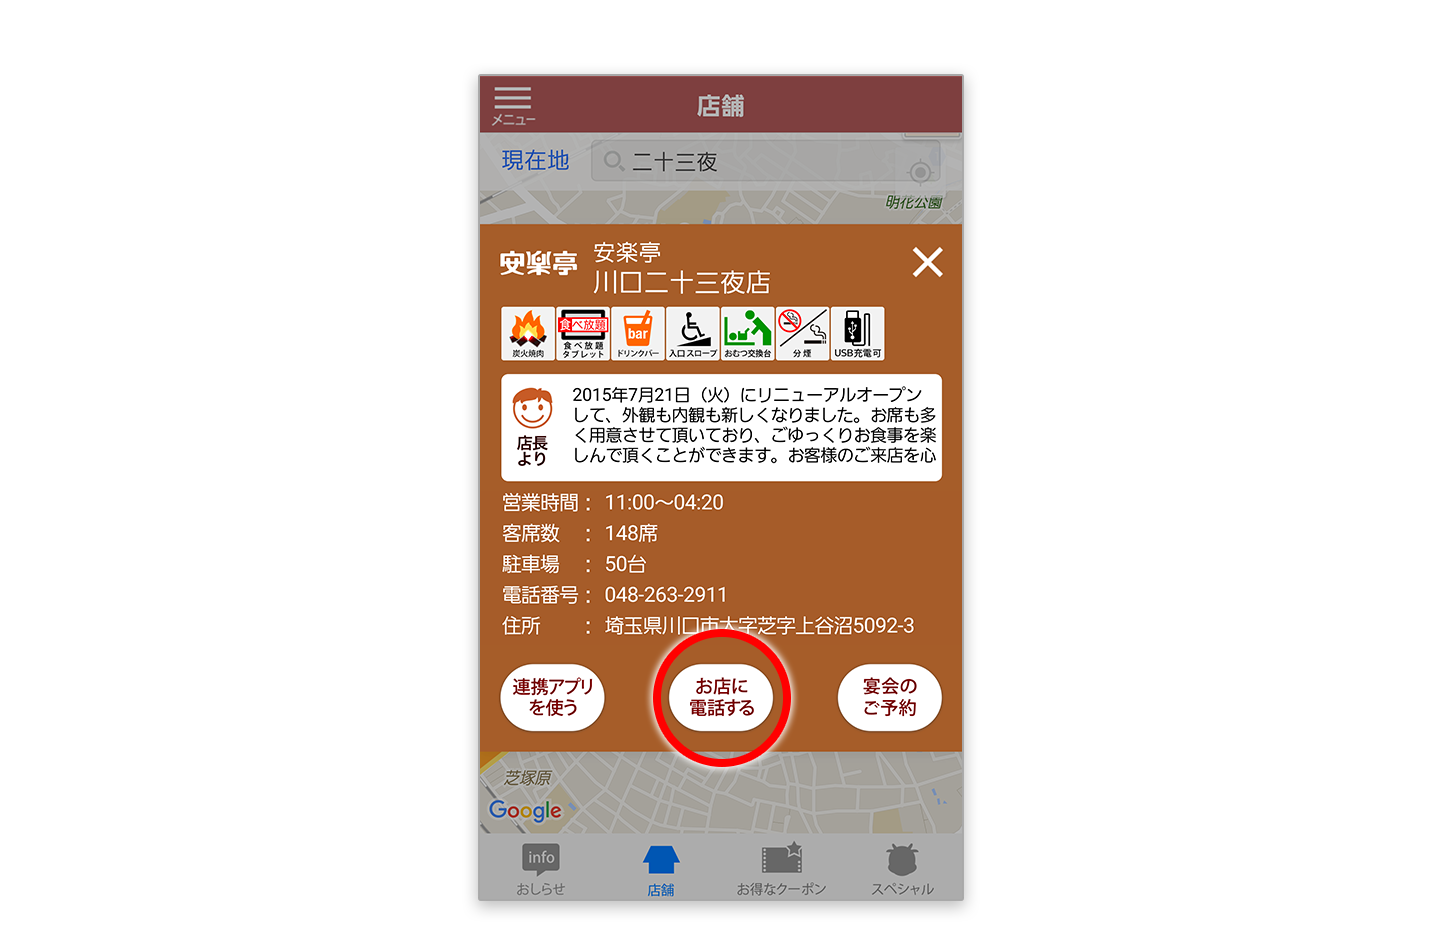 メニュー
店舗
現在地
二十三夜
明花公園
安楽亭
安楽亭
川口二十三夜店
炭火焼肉
食べ放題
食べ放題
タブレット
bar
ドリンクバー
入口スロープ
おむつ交換台
分煙
USB充電可
店長
より
2015年7月21日（火）にリニューアルオープン
して、外観も内観も新しくなりました。お席も多
く用意させて頂いており、ごゆっくりお食事を楽
しんで頂くことができます。お客様のご来店を心
営業時間： 11:00〜04:20
客席数 ： 148席
駐車場 ： 50台
電話番号： 048-263-2911
住所 ： 埼玉県川口市大字芝字上谷沼5092-3
連携アプリ
を使う
お店に
電話する
宴会の
ご予約
芝塚原
Google
info
おしらせ
店舗
お得なクーポン
スペシャル